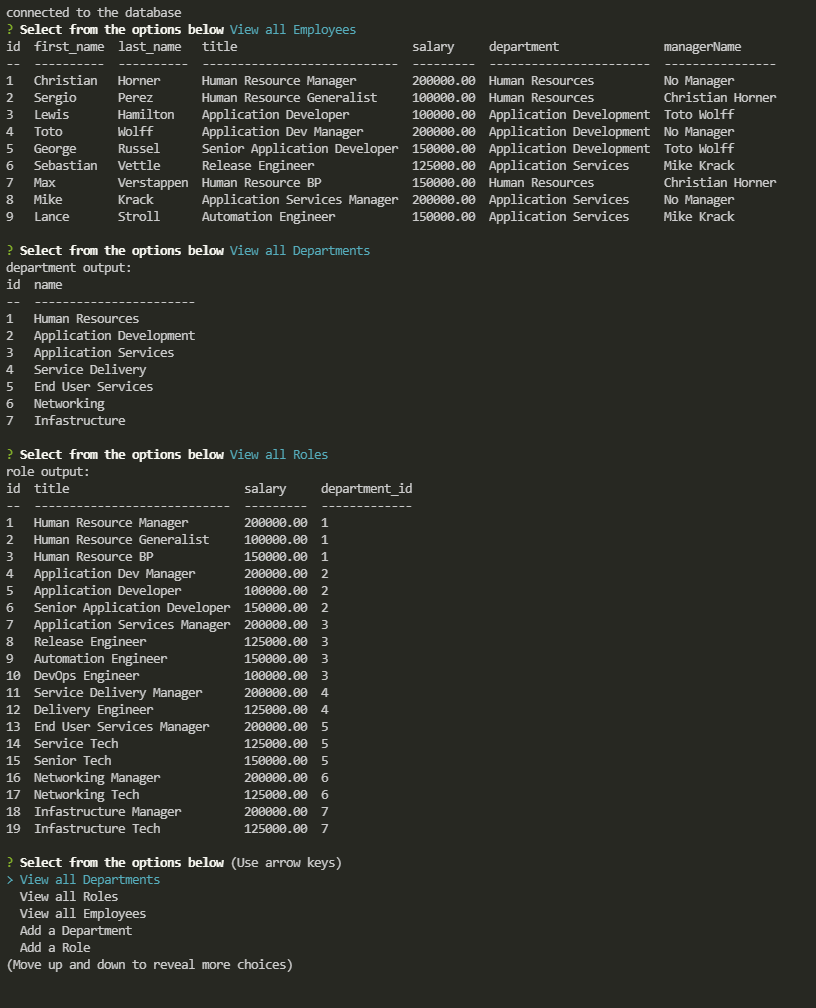 connected to the database
? Select from the options below View all Employees
id  first_name  last_name   title                        salary     department               managerName
--  ----------  ----------  ---------------------------- ---------  -----------------------  ----------------
1   Christian   Horner      Human Resource Manager        200000.00  Human Resources          No Manager
2   Sergio      Perez       Human Resource Generalist     100000.00  Human Resources          Christian Horner
3   Lewis       Hamilton    Application Developer         100000.00  Application Development  Toto Wolff
4   Toto        Wolff       Application Dev Manager       200000.00  Application Development  No Manager
5   George      Russel      Senior Application Developer  150000.00  Application Development  Toto Wolff
6   Sebastian   Vettle      Release Engineer              125000.00  Application Services     Mike Krack
7   Max         Verstappen  Human Resource BP             150000.00  Human Resources          Christian Horner
8   Mike        Krack       Application Services Manager  200000.00  Application Services     No Manager
9   Lance       Stroll      Automation Engineer           150000.00  Application Services     Mike Krack
? Select from the options below View all Departments
department output:
id  name
--  -----------------------
1   Human Resources
2   Application Development
3   Application Services
4   Service Delivery
5   End User Services
6   Networking
7   Infastructure
? Select from the options below View all Roles
role output:
id  title                         salary     department_id
--  ----------------------------  ---------  -------------
1   Human Resource Manager        200000.00  1
2   Human Resource Generalist     100000.00  1
3   Human Resource BP             150000.00  1
4   Application Dev Manager       200000.00  2
5   Application Developer         100000.00  2
6   Senior Application Developer  150000.00  2
7   Application Services Manager  200000.00  3
8   Release Engineer              125000.00  3
9   Automation Engineer           150000.00  3
10  DevOps Engineer               100000.00  3
11  Service Delivery Manager      200000.00  4
12  Delivery Engineer             125000.00  4
13  End User Services Manager     200000.00  5
14  Service Tech                  125000.00  5
15  Senior Tech                   150000.00  5
16  Networking Manager            200000.00  6
17  Networking Tech               125000.00  6
18  Infastructure Manager         200000.00  7
19  Infastructure Tech            125000.00  7
? Select from the options below (Use arrow keys)
> View all Departments
  View all Roles
  View all Employees
  Add a Department
  Add a Role
(Move up and down to reveal more choices)